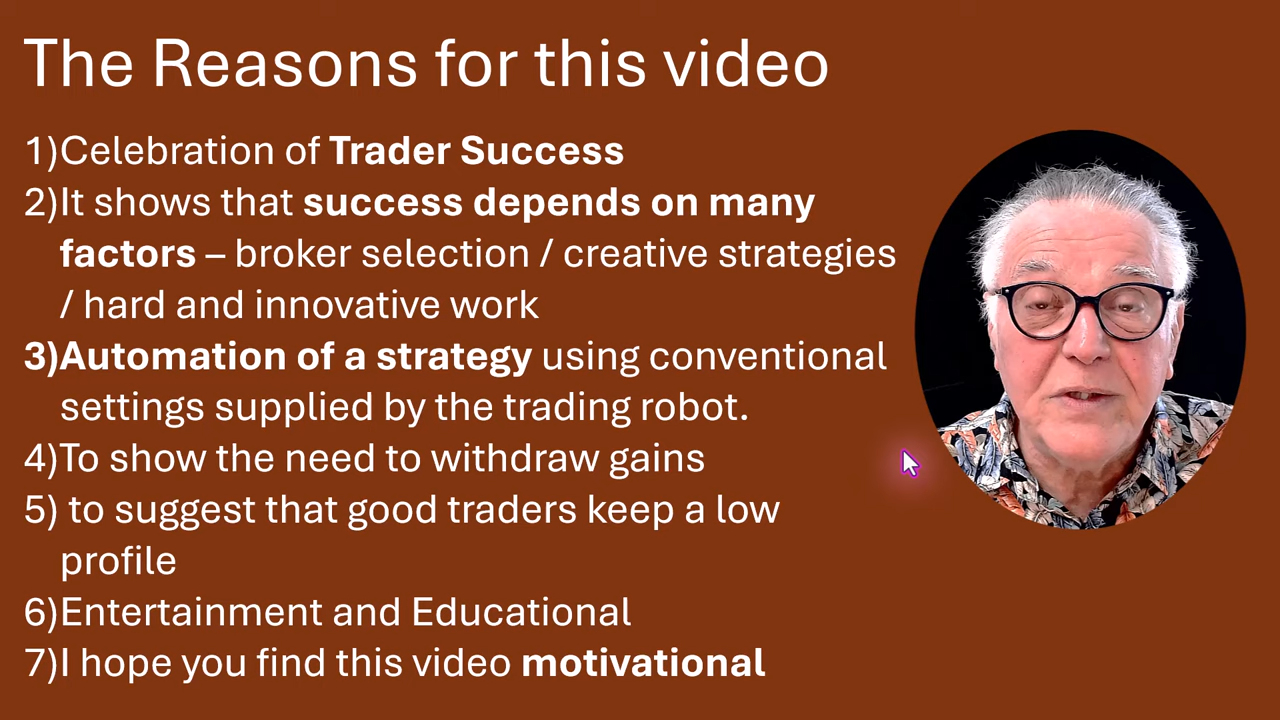 The Reasons for this video
1)Celebration of Trader Success
2)It shows that success depends on many
factors – broker selection / creative strategies
/ hard and innovative work
3)Automation of a strategy using conventional
settings supplied by the trading robot.
4)To show the need to withdraw gains
5) to suggest that good traders keep a low
profile
6)Entertainment and Educational
7)I hope you find this video motivational